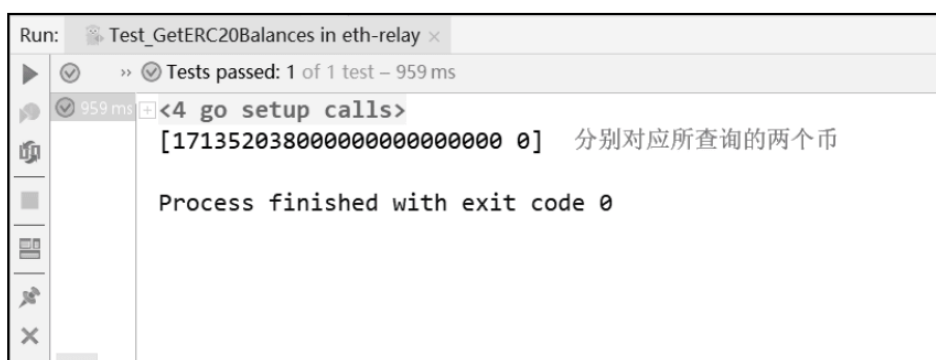 Run: Test_GetERC20Balances in eth-relay ×
» Tests passed: 1 of 1 test – 959 ms
959 ms <4 go setup calls>
[171352038000000000000000 0] 分别对应所查询的两个币
Process finished with exit code 0